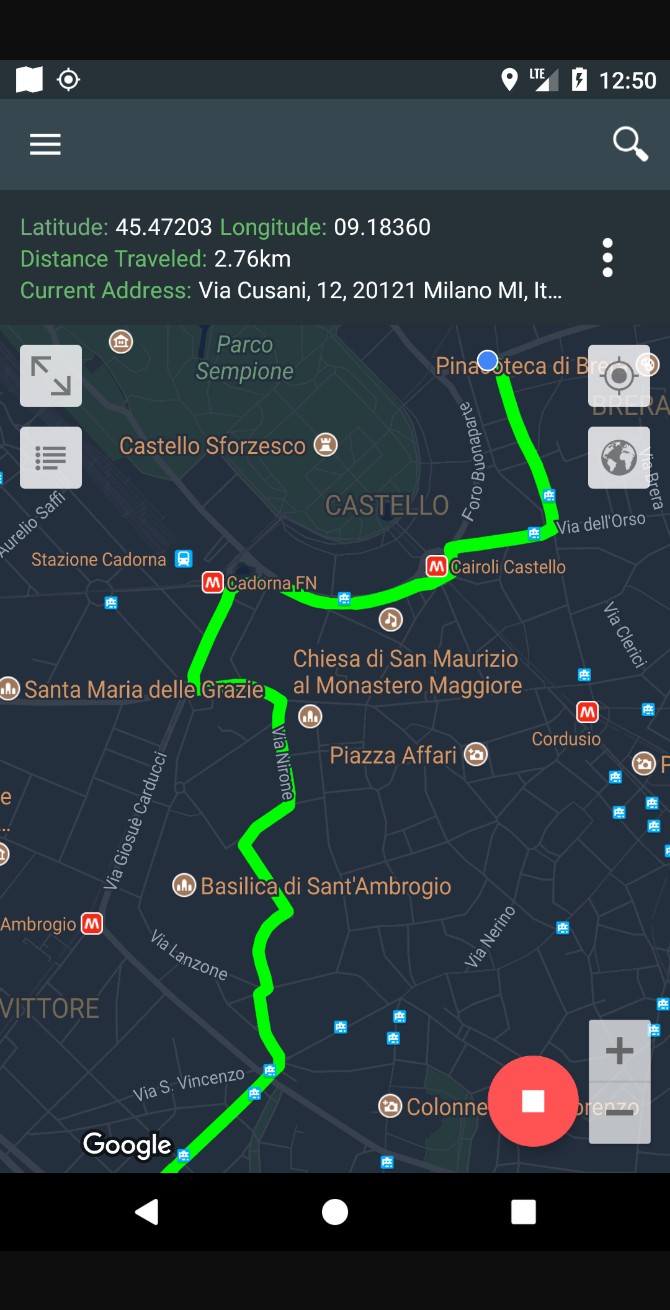 LTE 12:50
Latitude: 45.47203 Longitude: 09.18360
Distance Traveled: 2.76km
Current Address: Via Cusani, 12, 20121 Milano MI, It...
Parco
Sempione
Pinacoteca di Bre
BRERA
Castello Sforzesco
CASTELLO
Foro Buonaparte
Via Brera
Aurelio Saffi
Via dell'Orso
Stazione Cadorna
Cadorna FN
Cairoli Castello
Via Clerici
Chiesa di San Maurizio
al Monastero Maggiore
Santa Maria delle Grazie
Cordusio
Via Nirone
Piazza Affari
P
e
...
Via Giosuè Carducci
Basilica di Sant'Ambrogio
Ambrogio
Via Lanzone
Via Nerino
VITTORE
Via S. Vincenzo
Colonne
orenzo
Google